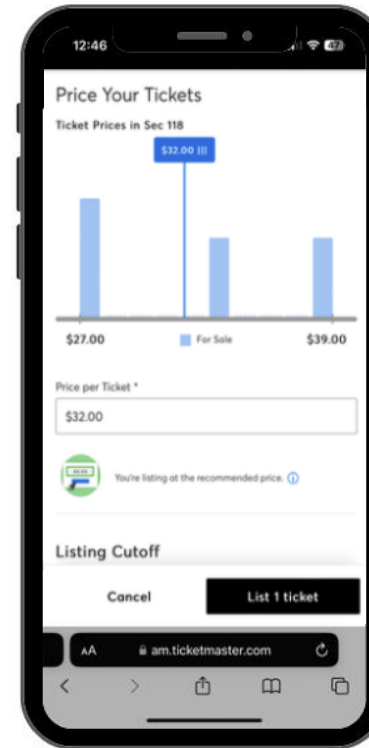 12:46
47
Price Your Tickets
Ticket Prices in Sec 118
$32.00
$27.00
For Sale
$39.00
Price per Ticket *
$32.00
You're listing at the recommended price.
Listing Cutoff
Cancel
List 1 ticket
AA
am.ticketmaster.com